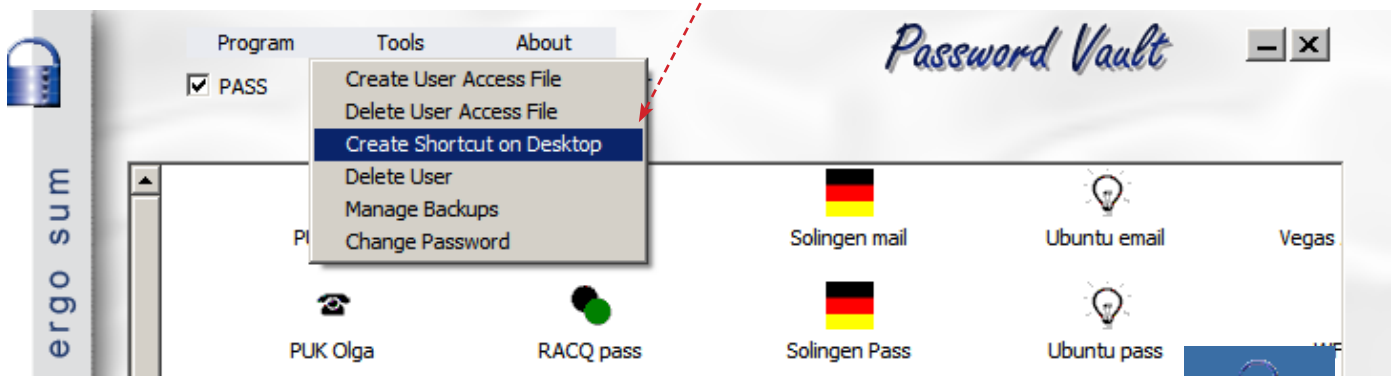 Password Vault
Program Tools About
PASS
Create User Access File
Delete User Access File
Create Shortcut on Desktop
Delete User
Manage Backups
Change Password
ergo sum
Solingen mail
Ubuntu email
Vegas
PUK Olga
RACQ pass
Solingen Pass
Ubuntu pass